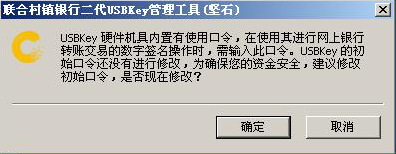 联合村镇银行二代USBKey管理工具(坚石)
USBKey 硬件机具内置有使用口令，在使用其进行网上银行
转账交易的数字签名操作时，需输入此口令。USBKey 的初
始口令还没有进行修改，为确保您的资金安全，建议修改
初始口令，是否现在修改？
确定
取消